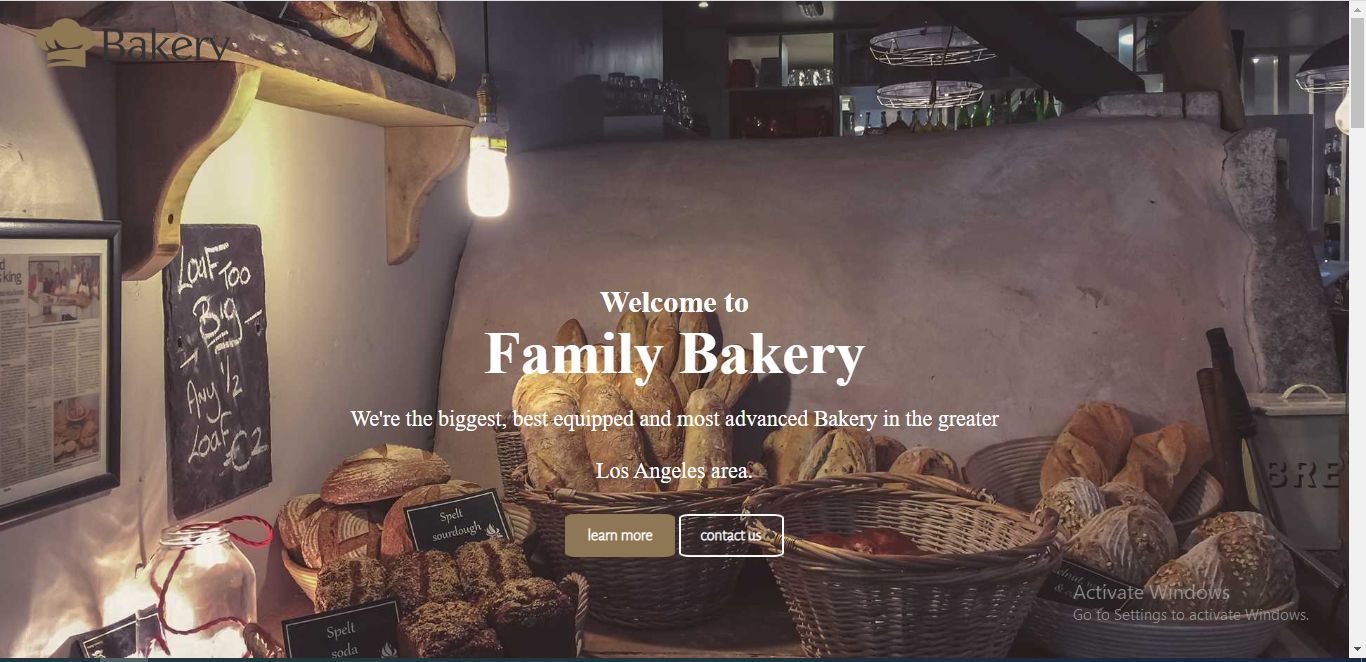 Bakery
Loaf Too
Big
Any 1/2
Loaf
€2
Welcome to
Family Bakery
We're the biggest, best equipped and most advanced Bakery in the greater
Los Angeles area.
Spelt
sourdough
learn more
contact us
BRE
Spelt
soda
Activate Windows
Go to Settings to activate Windows.